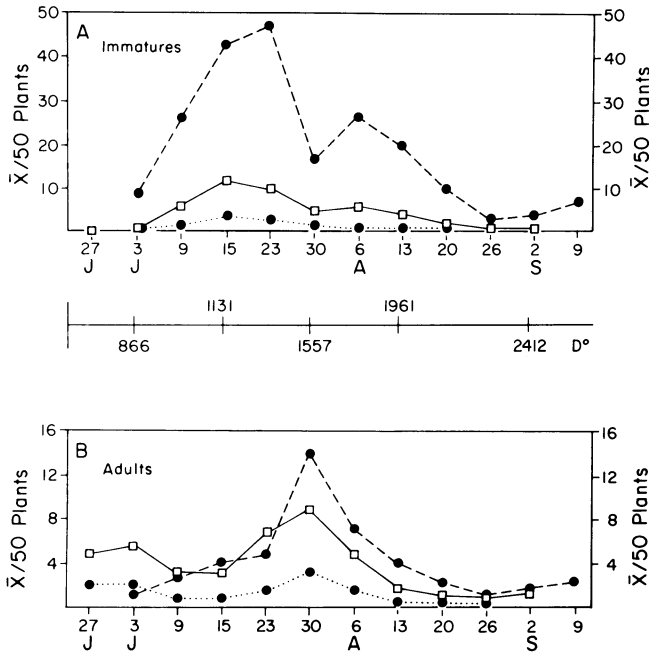 50 50
A Immatures
40 40
30 30
20 20
10 10
X̄/50 Plants X̄/50 Plants
27 3 9 15 23 30 6 13 20 26 2 9
J J A S
1131 1961
866 1557 2412 D°
16 16
B Adults
12 12
8 8
4 4
X̄/50 Plants X̄/50 Plants
27 3 9 15 23 30 6 13 20 26 2 9
J J A S